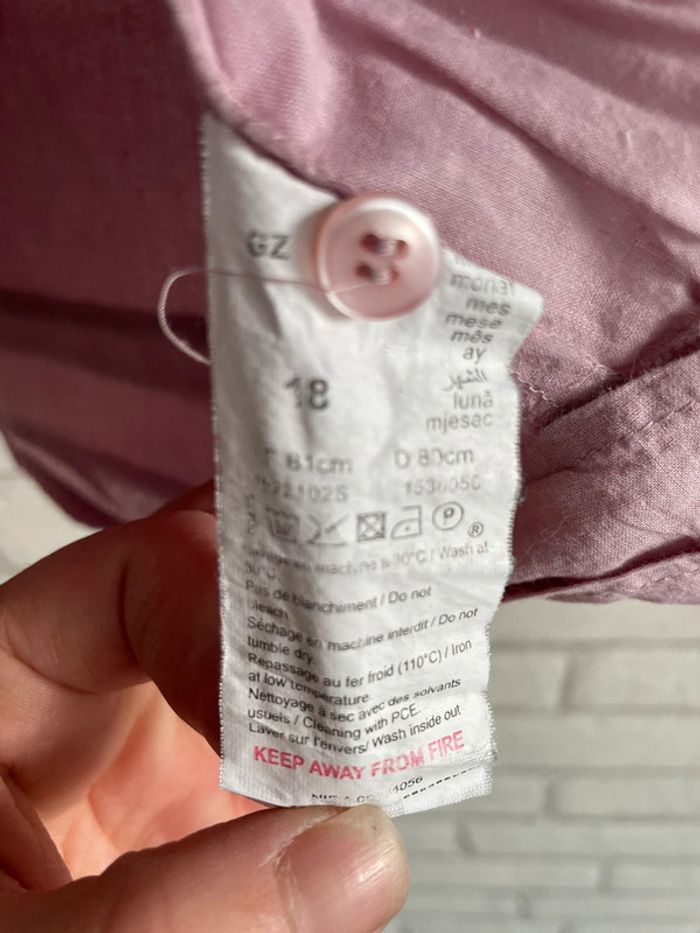 GZ
mes
mese
mês
ay
الشهر
lună
mjesec
18
81cm D 80cm
®
Lavage en machine à 30°C / Wash at
30°C
Pas de blanchiment / Do not
bleach
Séchage en machine interdit / Do not
tumble dry.
Repassage au fer froid (110°C) / Iron
at low temperature
Nettoyage à sec avec des solvants
usuels / Cleaning with PCE.
Laver sur l'envers/ Wash inside out
KEEP AWAY FROM FIRE
4056